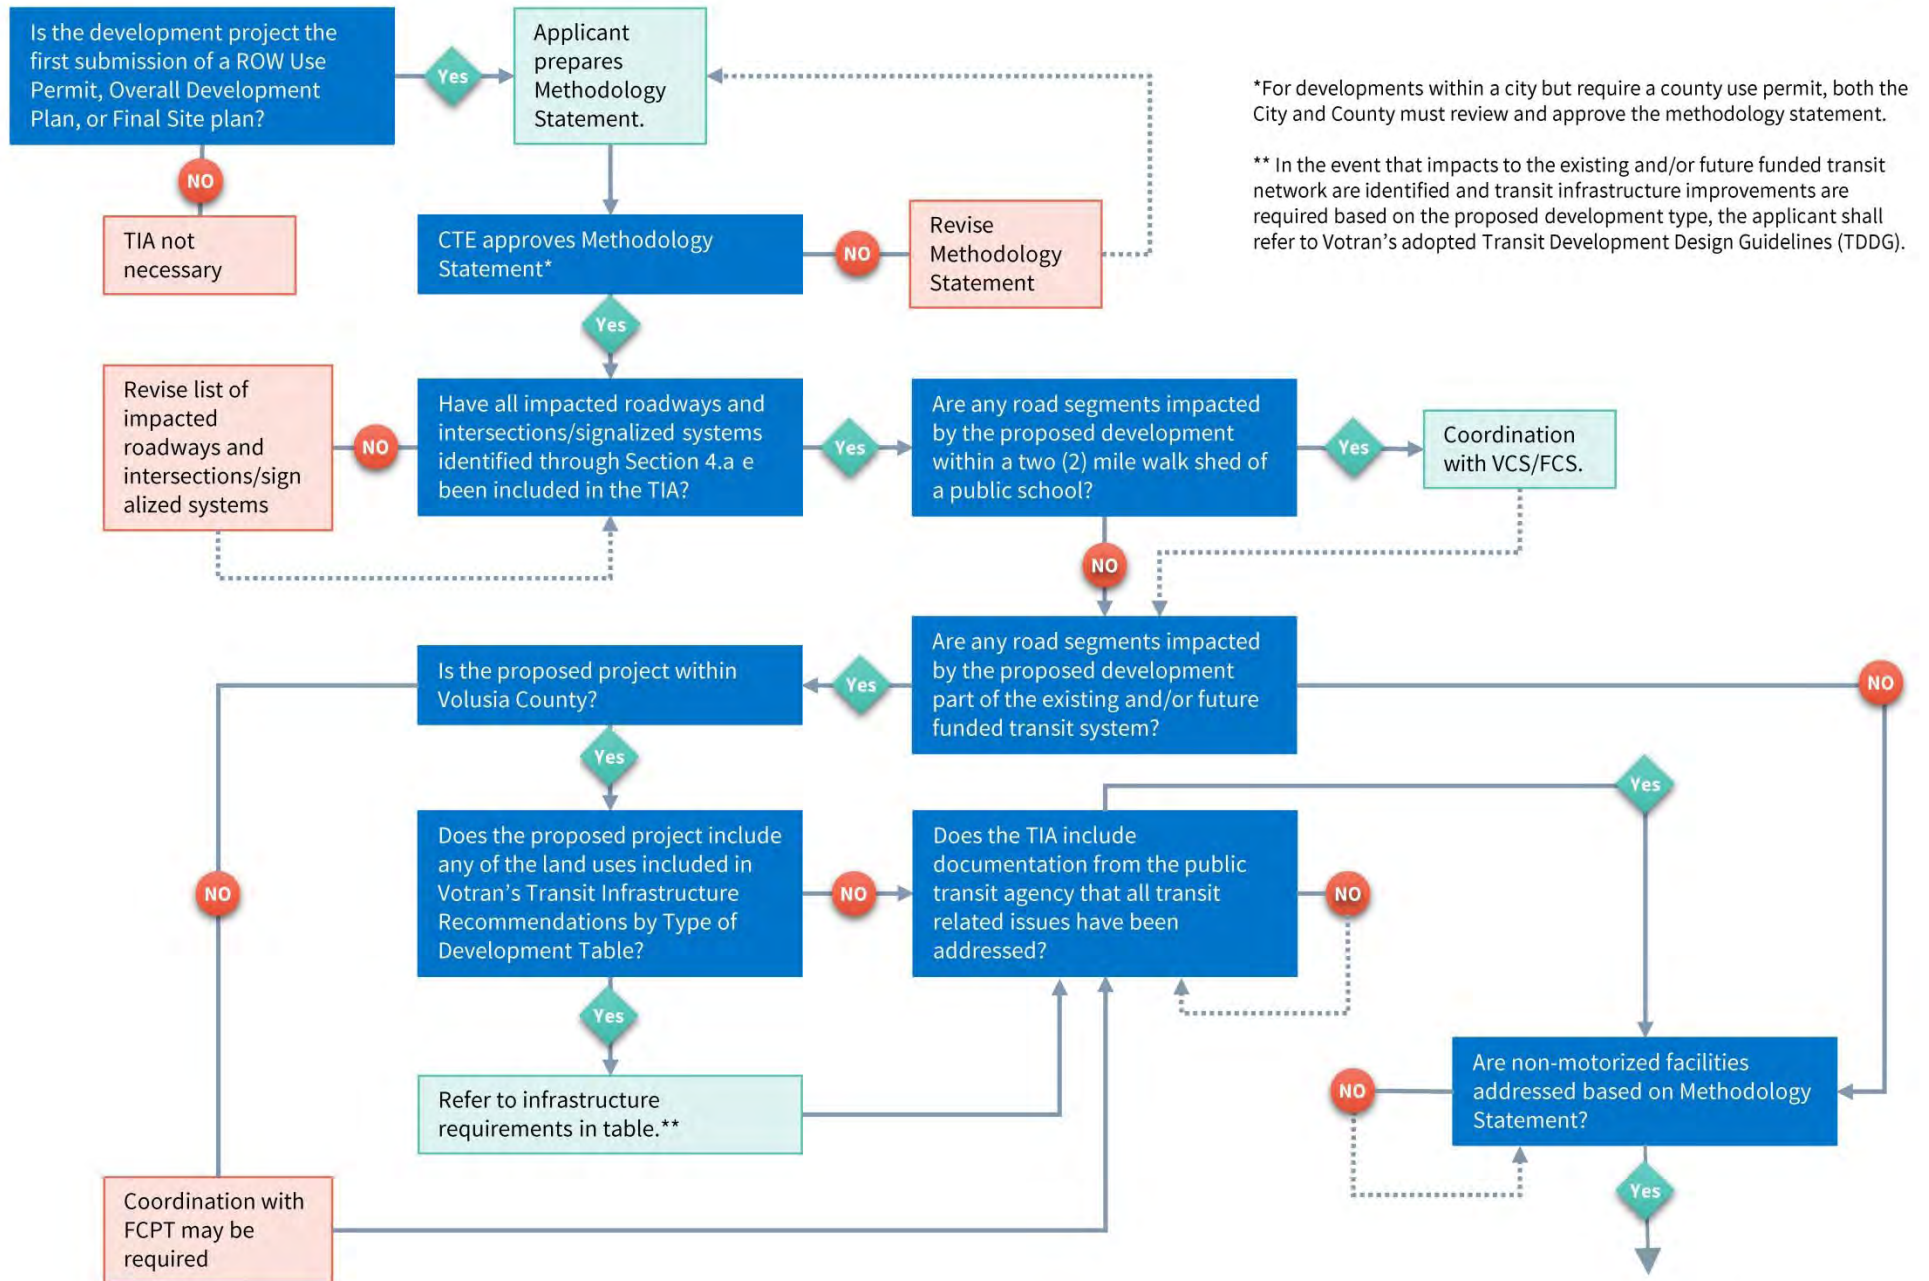 Is the development project the
first submission of a ROW Use
Permit, Overall Development
Plan, or Final Site plan?
Yes
Applicant
prepares
Methodology
Statement.
*For developments within a city but require a county use permit, both the
City and County must review and approve the methodology statement.
** In the event that impacts to the existing and/or future funded transit
network are identified and transit infrastructure improvements are
required based on the proposed development type, the applicant shall
refer to Votran’s adopted Transit Development Design Guidelines (TDDG).
NO
TIA not
necessary
CTE approves Methodology
Statement*
NO
Revise
Methodology
Statement
Yes
Revise list of
impacted
roadways and
intersections/sign
alized systems
NO
Have all impacted roadways and
intersections/signalized systems
identified through Section 4.a e
been included in the TIA?
Yes
Are any road segments impacted
by the proposed development
within a two (2) mile walk shed of
a public school?
Yes
Coordination
with VCS/FCS.
NO
Is the proposed project within
Volusia County?
Yes
Are any road segments impacted
by the proposed development
part of the existing and/or future
funded transit system?
NO
Yes
Yes
NO
Does the proposed project include
any of the land uses included in
Votran’s Transit Infrastructure
Recommendations by Type of
Development Table?
NO
Does the TIA include
documentation from the public
transit agency that all transit
related issues have been
addressed?
NO
Yes
Refer to infrastructure
requirements in table.**
NO
Are non-motorized facilities
addressed based on Methodology
Statement?
Yes
Coordination with
FCPT may be
required